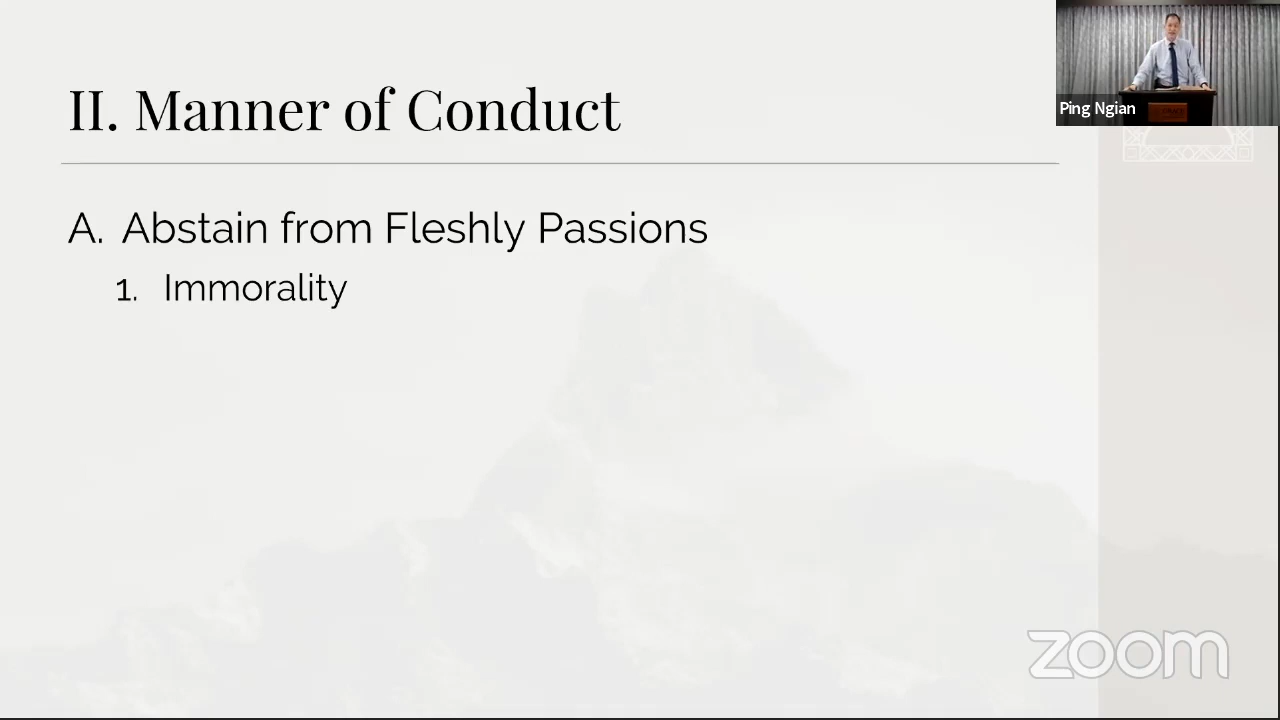 II. Manner of Conduct
Ping Ngian
A. Abstain from Fleshly Passions
1. Immorality
zoom